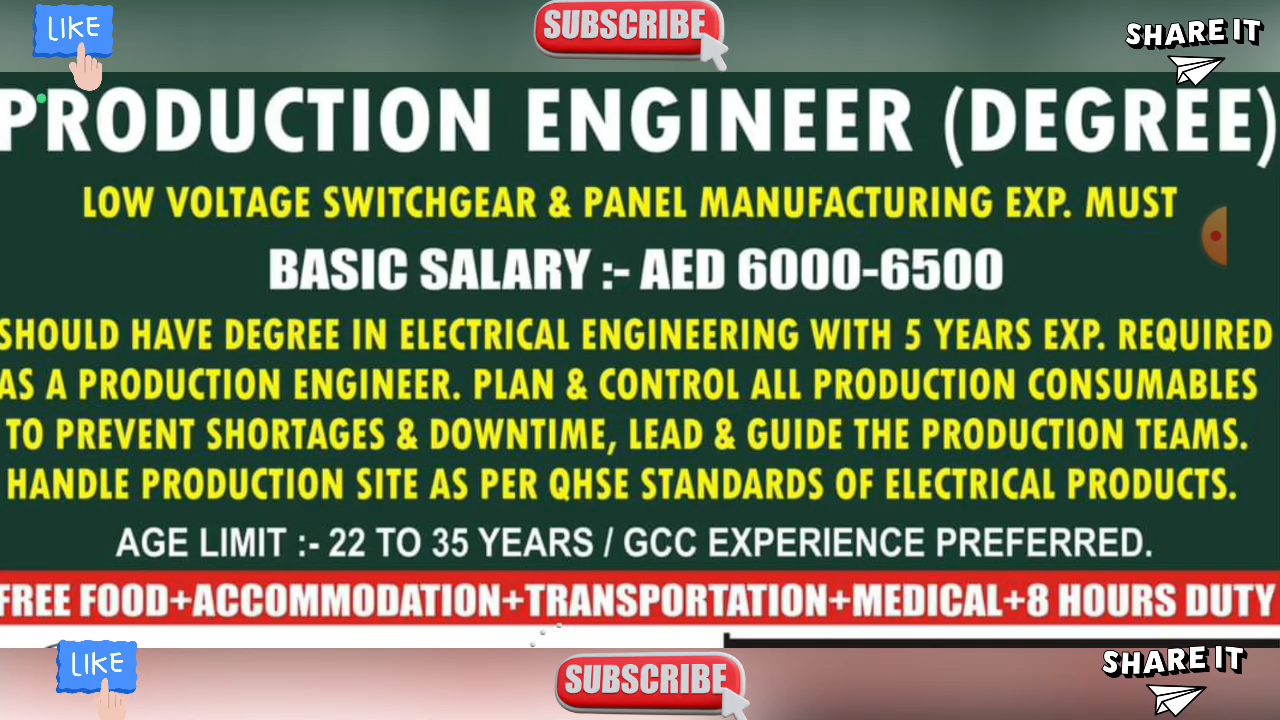 LIKE
SUBSCRIBE
SHARE IT
PRODUCTION ENGINEER (DEGREE)
LOW VOLTAGE SWITCHGEAR & PANEL MANUFACTURING EXP. MUST
BASIC SALARY :- AED 6000-6500
SHOULD HAVE DEGREE IN ELECTRICAL ENGINEERING WITH 5 YEARS EXP. REQUIRED
AS A PRODUCTION ENGINEER. PLAN & CONTROL ALL PRODUCTION CONSUMABLES
TO PREVENT SHORTAGES & DOWNTIME, LEAD & GUIDE THE PRODUCTION TEAMS.
HANDLE PRODUCTION SITE AS PER QHSE STANDARDS OF ELECTRICAL PRODUCTS.
AGE LIMIT :- 22 TO 35 YEARS / GCC EXPERIENCE PREFERRED.
FREE FOOD+ACCOMMODATION+TRANSPORTATION+MEDICAL+8 HOURS DUTY
LIKE
SUBSCRIBE
SHARE IT